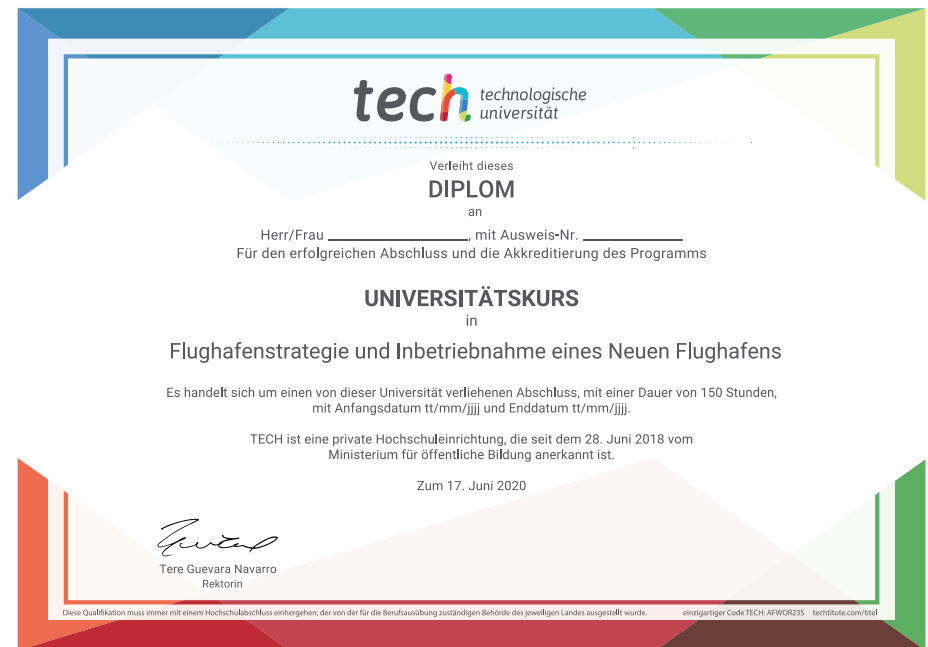 tech technologische
universität
Verleiht dieses
DIPLOM
an
Herr/Frau ____________________, mit Ausweis-Nr. ______________
Für den erfolgreichen Abschluss und die Akkreditierung des Programms
UNIVERSITÄTSKURS
in
Flughafenstrategie und Inbetriebnahme eines Neuen Flughafens
Es handelt sich um einen von dieser Universität verliehenen Abschluss, mit einer Dauer von 150 Stunden,
mit Anfangsdatum tt/mm/jjjj und Enddatum tt/mm/jjjj.
TECH ist eine private Hochschuleinrichtung, die seit dem 28. Juni 2018 vom
Ministerium für öffentliche Bildung anerkannt ist.
Zum 17. Juni 2020
Tere Guevara Navarro
Rektorin
Diese Qualifikation muss immer mit einem Hochschulabschluss einhergehen, der von der für die Berufsausübung zuständigen Behörde des jeweiligen Landes ausgestellt wurde. einzigartiger Code TECH: AFWOR23S techtitute.com/titel